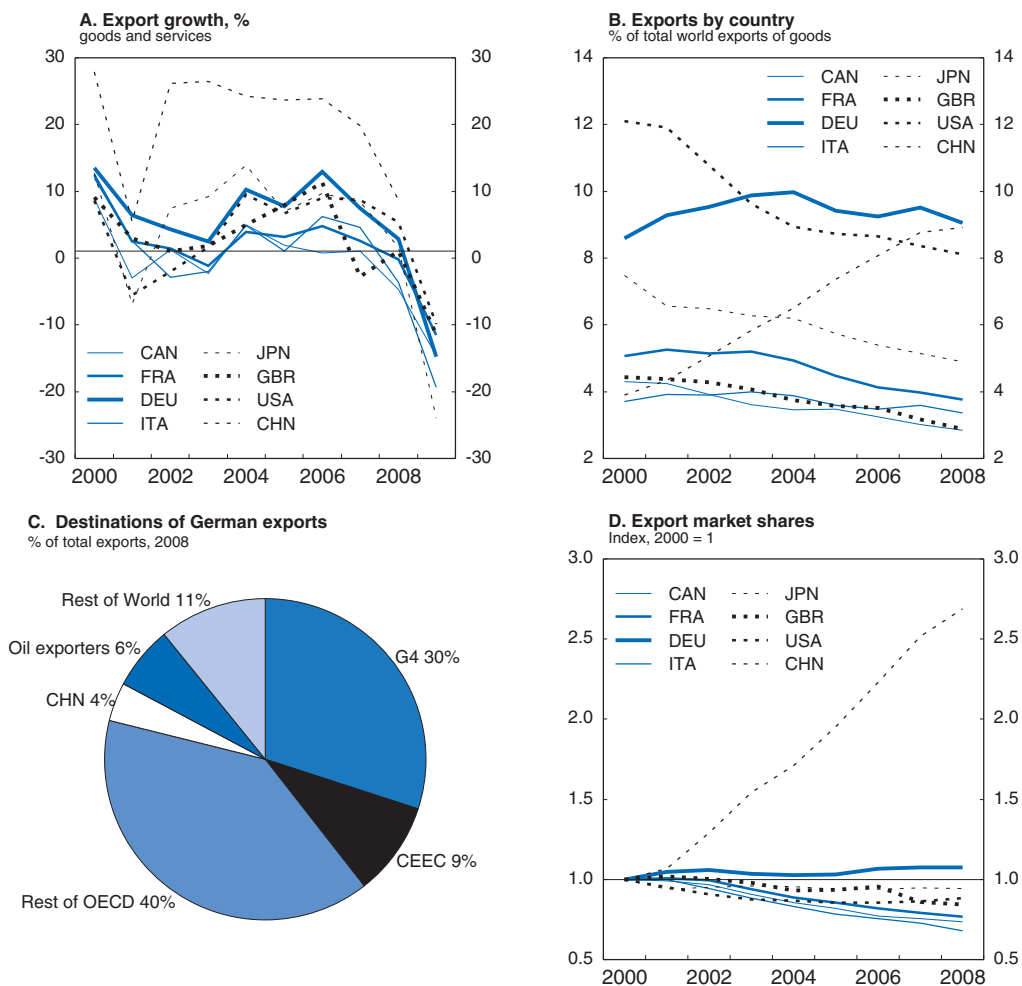 A. Export growth, %
goods and services
30 30
20 20
10 10
0 0
-10 -10
-20 -20
-30 -30
CAN JPN
FRA GBR
DEU USA
ITA CHN
2000 2002 2004 2006 2008
B. Exports by country
% of total world exports of goods
14 14
12 12
10 10
8 8
6 6
4 4
2 2
CAN JPN
FRA GBR
DEU USA
ITA CHN
2000 2002 2004 2006 2008
C. Destinations of German exports
% of total exports, 2008
Rest of World 11%
Oil exporters 6%
G4 30%
CHN 4%
CEEC 9%
Rest of OECD 40%
D. Export market shares
Index, 2000 = 1
3.0 3.0
2.5 2.5
2.0 2.0
1.5 1.5
1.0 1.0
0.5 0.5
CAN JPN
FRA GBR
DEU USA
ITA CHN
2000 2002 2004 2006 2008